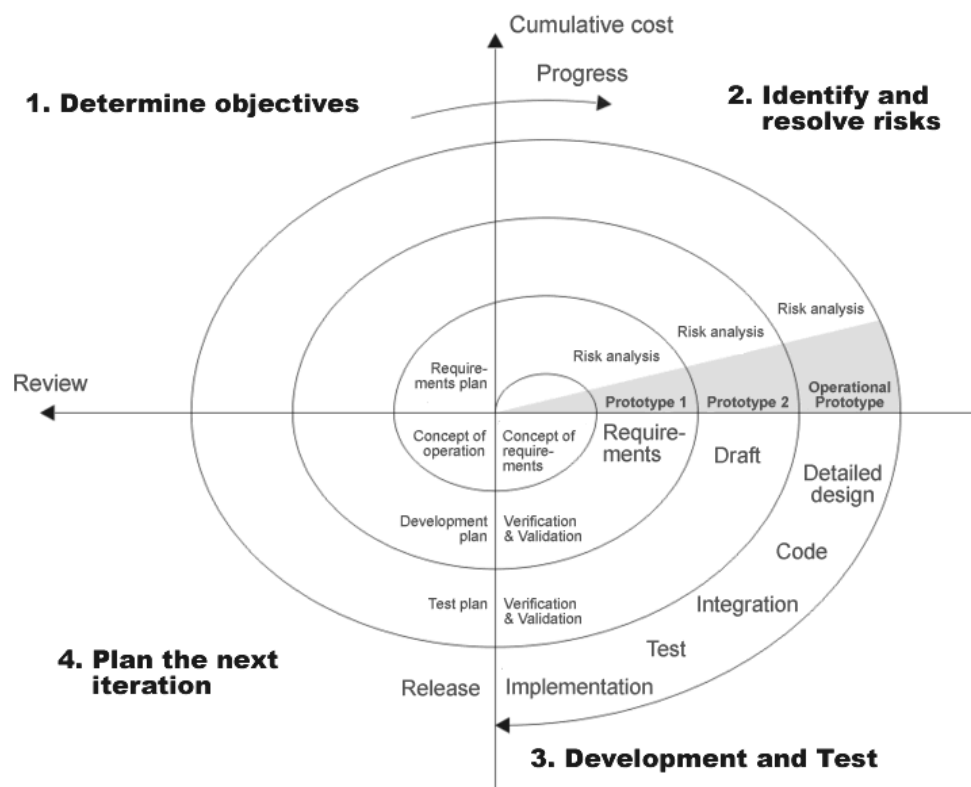 Cumulative cost
Progress
1. Determine objectives
2. Identify and
resolve risks
Risk analysis
Risk analysis
Risk analysis
Require-
ments plan
Review
Prototype 1
Prototype 2
Operational
Prototype
Concept of
operation
Concept of
require-
ments
Require-
ments
Draft
Detailed
design
Development
plan
Verification
& Validation
Code
Test plan
Verification
& Validation
Integration
Test
4. Plan the next
iteration
Release
Implementation
3. Development and Test